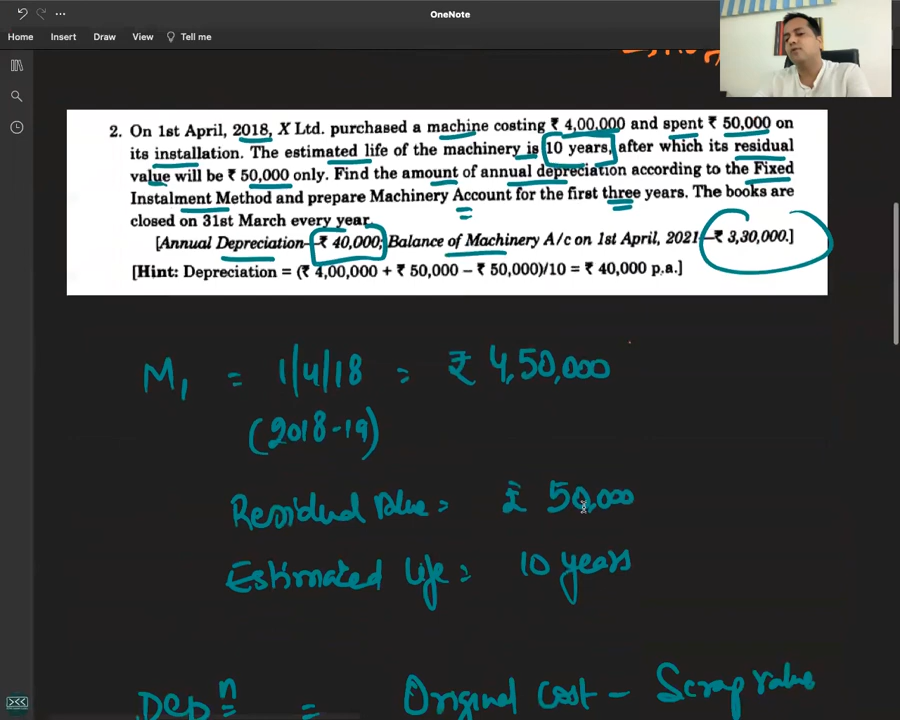 OneNote
Home Insert Draw View Tell me
2. On 1st April, 2018, X Ltd. purchased a machine costing ₹ 4,00,000 and spent ₹ 50,000 on
its installation. The estimated life of the machinery is 10 years, after which its residual
value will be ₹ 50,000 only. Find the amount of annual depreciation according to the Fixed
Instalment Method and prepare Machinery Account for the first three years. The books are
closed on 31st March every year.
[Annual Depreciation—₹ 40,000; Balance of Machinery A/c on 1st April, 2021—₹ 3,30,000.]
[Hint: Depreciation = (₹ 4,00,000 + ₹ 50,000 – ₹ 50,000)/10 = ₹ 40,000 p.a.]
M1 = 1/4/18 = ₹ 4,50,000
(2018-19)
Residual Value = ₹ 50,000
Estimated life = 10 years
Depn = Original Cost - Scrap Value